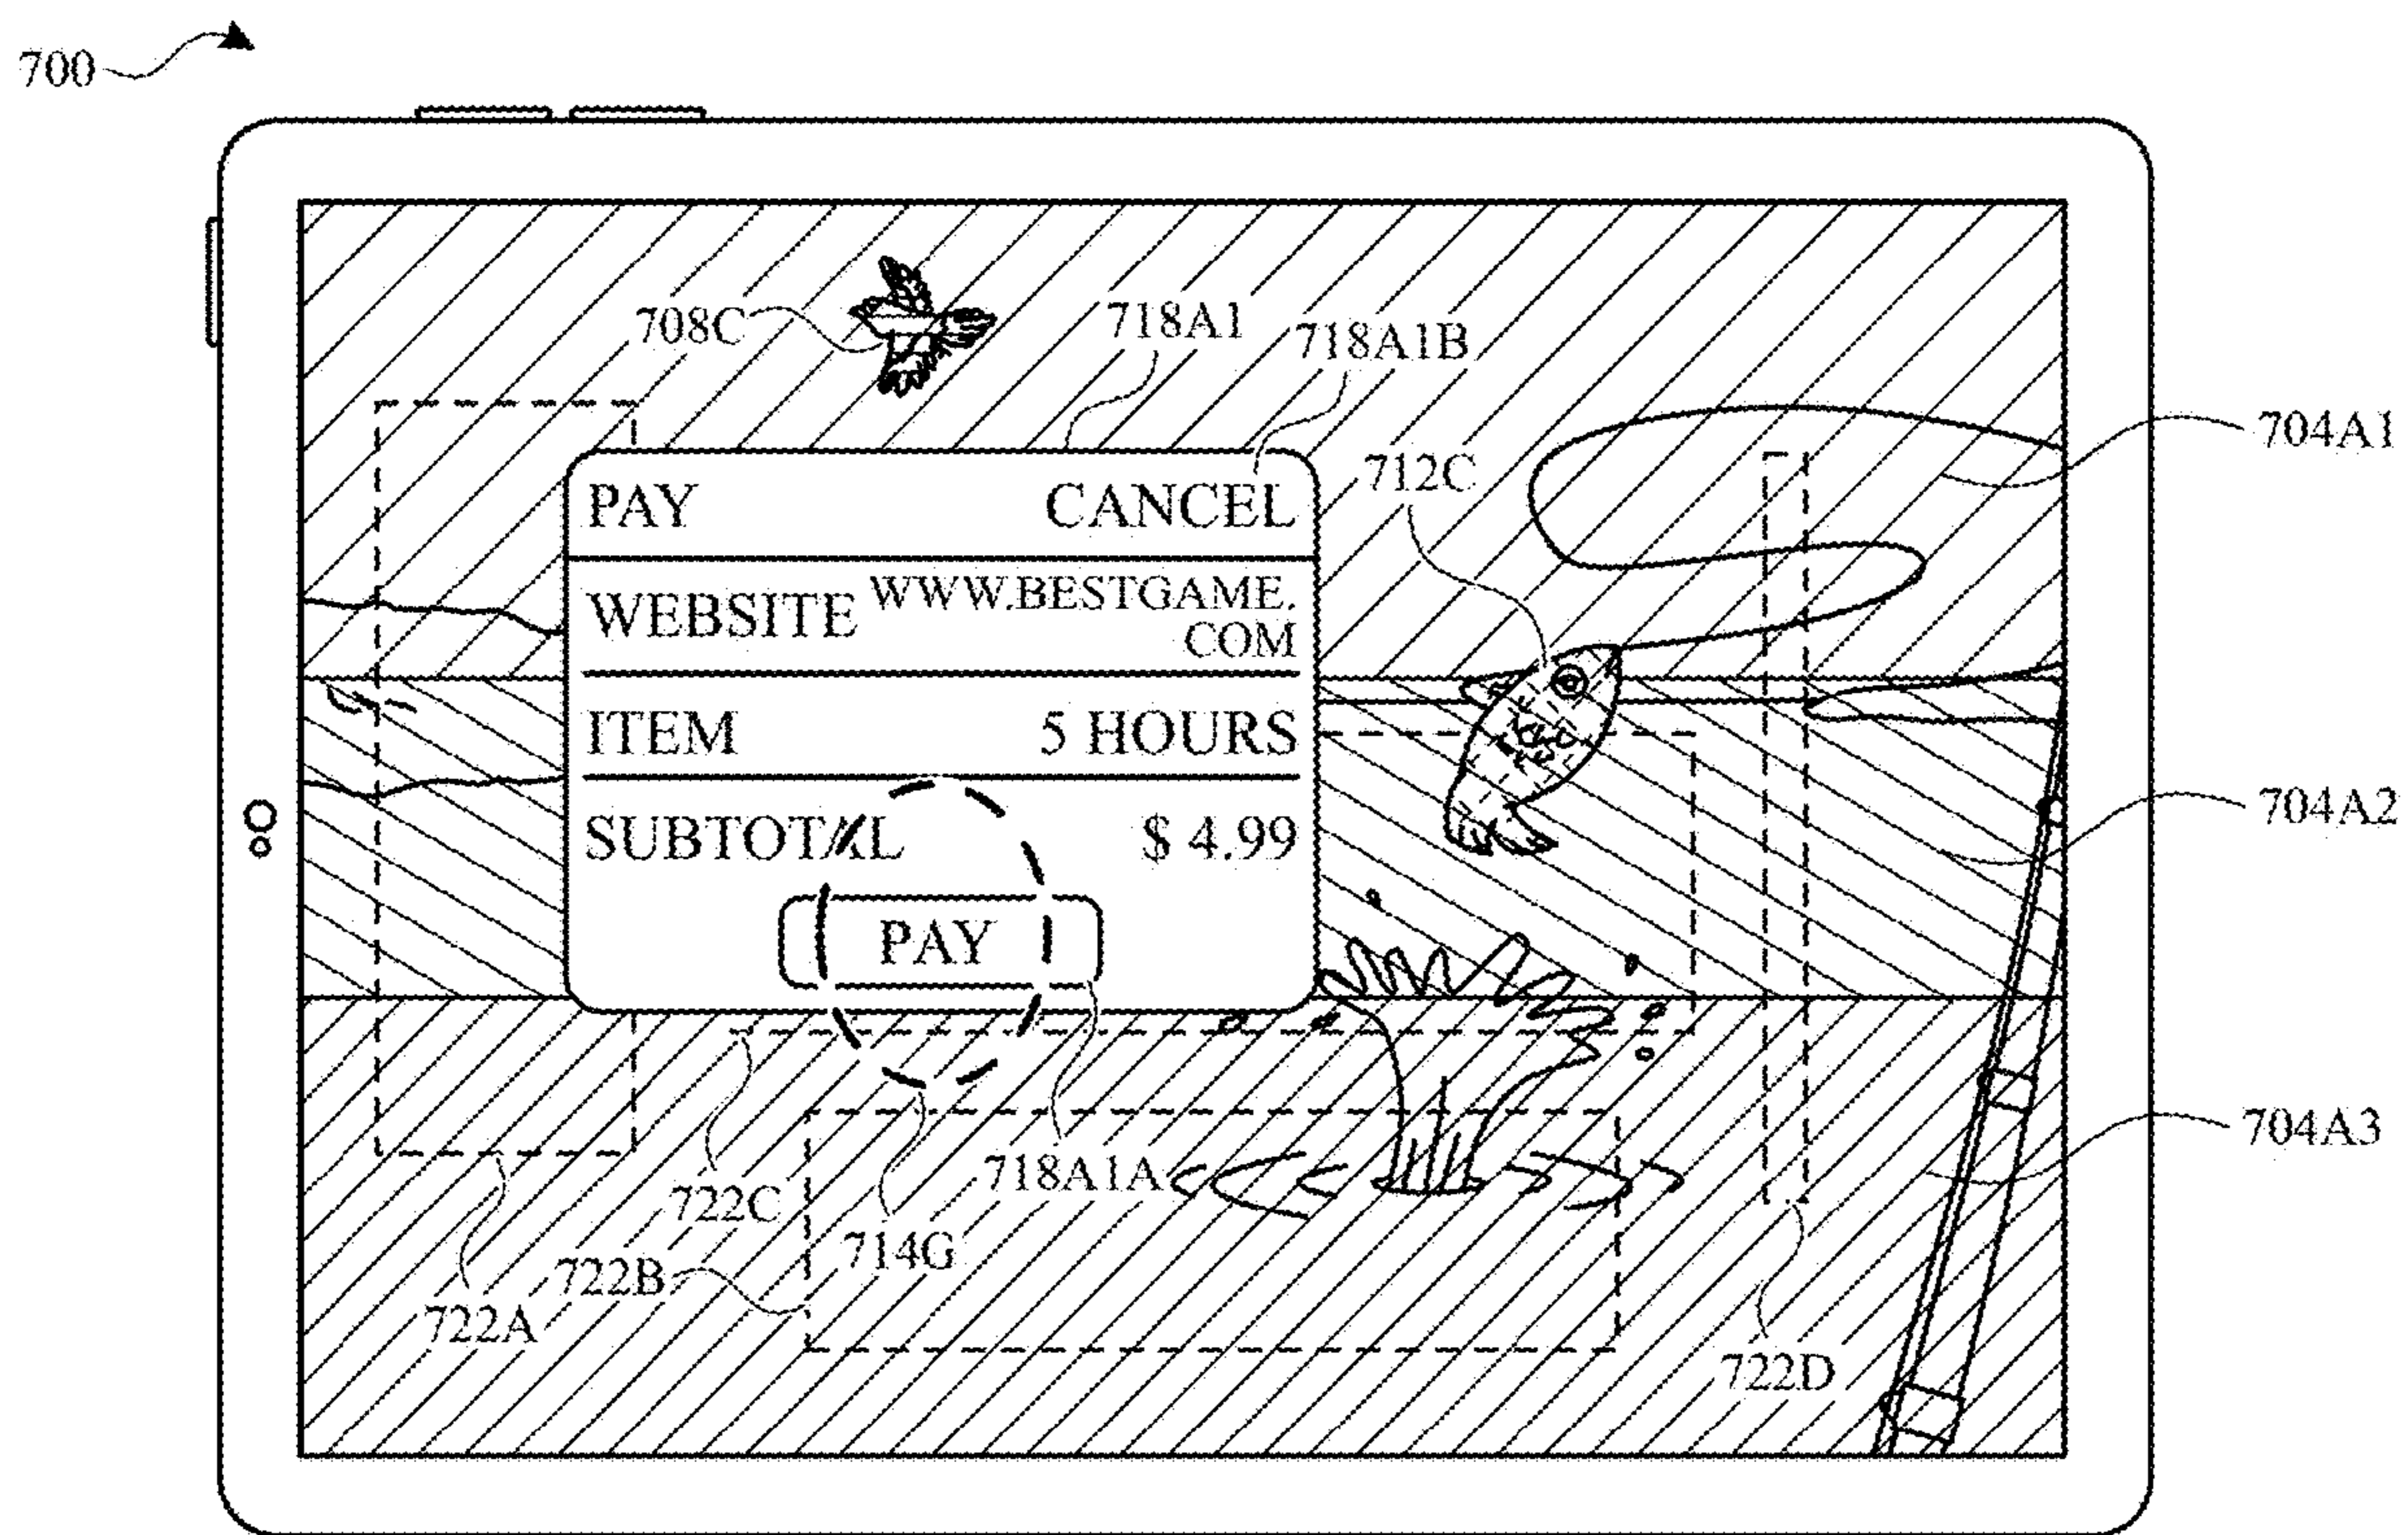 700
708C
718A1
718A1B
704A1
712C
PAY CANCEL
WEBSITE WWW.BESTGAME.
COM
ITEM 5 HOURS
704A2
SUBTOTAL $ 4.99
PAY
704A3
718A1A
722C
714G
722B
722A
722D